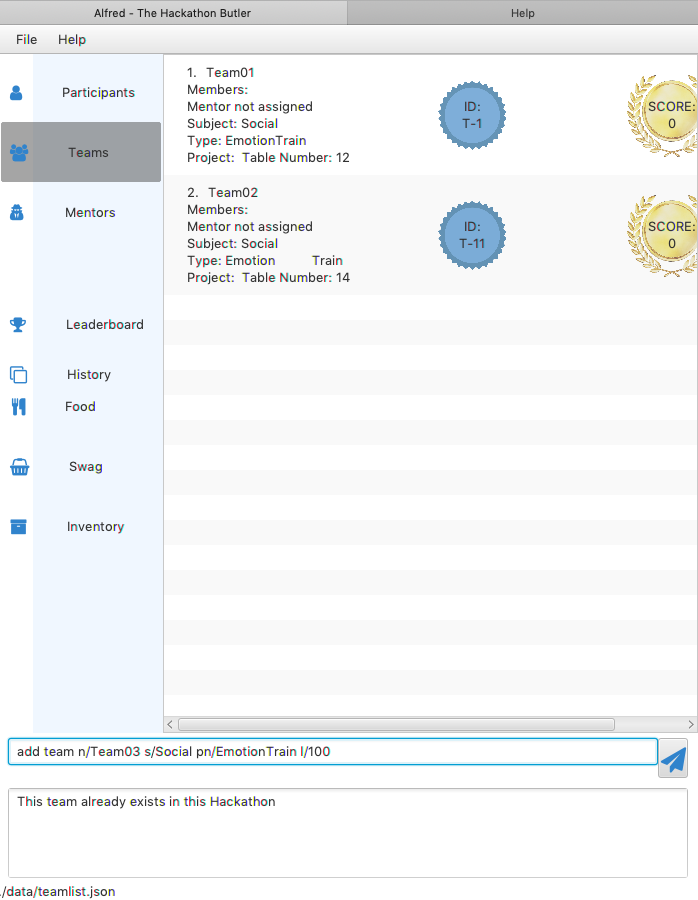 Alfred - The Hackathon Butler
Help
File Help
Participants
Teams
Mentors
Leaderboard
History
Food
Swag
Inventory
1. Team01
Members:
Mentor not assigned
Subject: Social
Type: EmotionTrain
Project: Table Number: 12
ID:
T-1
SCORE:
0
2. Team02
Members:
Mentor not assigned
Subject: Social
Type: Emotion Train
Project: Table Number: 14
ID:
T-11
SCORE:
0
add team n/Team03 s/Social pn/EmotionTrain l/100
This team already exists in this Hackathon
./data/teamlist.json